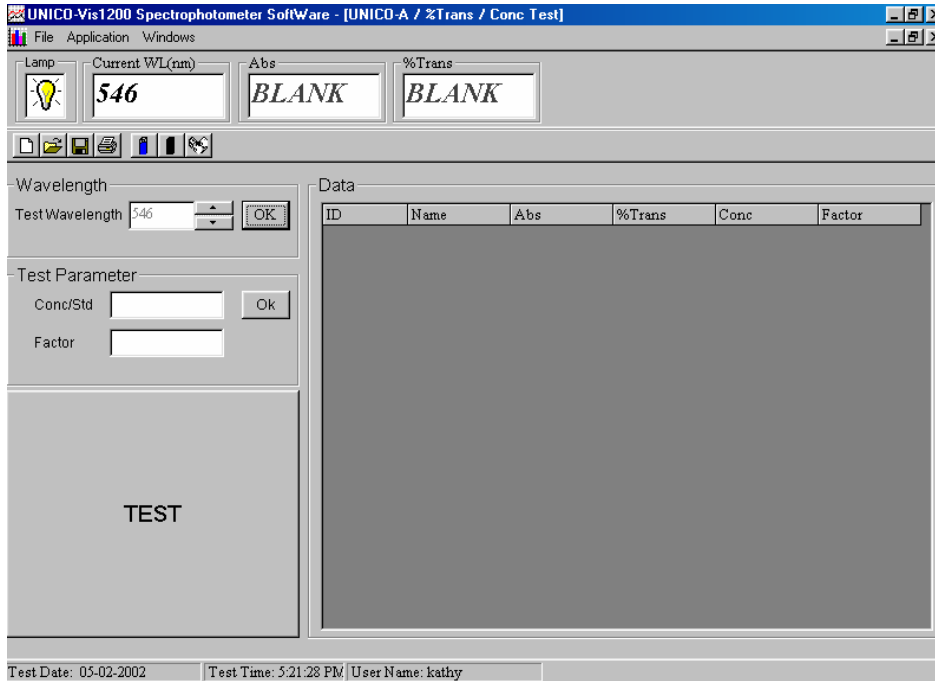 UNICO-Vis1200 Spectrophotometer SoftWare - [UNICO-A / %Trans / Conc Test]
File Application Windows
Lamp Current WL(nm) Abs %Trans
546 BLANK BLANK
Wavelength
Test Wavelength 546 OK
Test Parameter
Conc/Std Ok
Factor
TEST
Data
ID Name Abs %Trans Conc Factor
Test Date: 05-02-2002 Test Time: 5:21:28 PM User Name: kathy